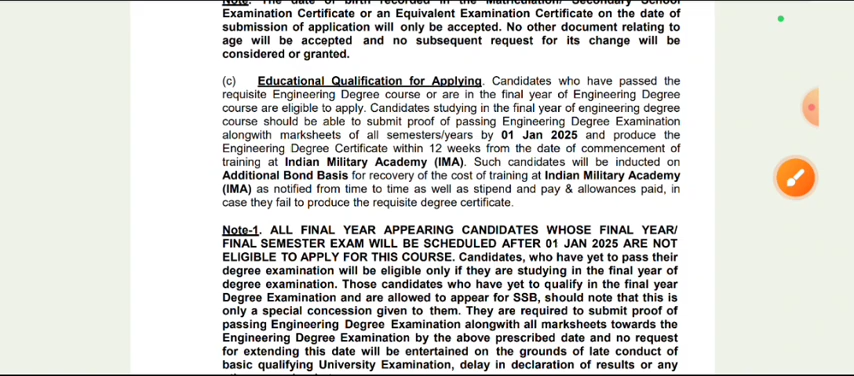 Note. The date of birth recorded in the Matriculation/ Secondary School
Examination Certificate or an Equivalent Examination Certificate on the date of
submission of application will only be accepted. No other document relating to
age will be accepted and no subsequent request for its change will be
considered or granted.
(c) Educational Qualification for Applying. Candidates who have passed the
requisite Engineering Degree course or are in the final year of Engineering Degree
course are eligible to apply. Candidates studying in the final year of engineering degree
course should be able to submit proof of passing Engineering Degree Examination
alongwith marksheets of all semesters/years by 01 Jan 2025 and produce the
Engineering Degree Certificate within 12 weeks from the date of commencement of
training at Indian Military Academy (IMA). Such candidates will be inducted on
Additional Bond Basis for recovery of the cost of training at Indian Military Academy
(IMA) as notified from time to time as well as stipend and pay & allowances paid, in
case they fail to produce the requisite degree certificate.
Note-1. ALL FINAL YEAR APPEARING CANDIDATES WHOSE FINAL YEAR/
FINAL SEMESTER EXAM WILL BE SCHEDULED AFTER 01 JAN 2025 ARE NOT
ELIGIBLE TO APPLY FOR THIS COURSE. Candidates, who have yet to pass their
degree examination will be eligible only if they are studying in the final year of
degree examination. Those candidates who have yet to qualify in the final year
Degree Examination and are allowed to appear for SSB, should note that this is
only a special concession given to them. They are required to submit proof of
passing Engineering Degree Examination alongwith all marksheets towards the
Engineering Degree Examination by the above prescribed date and no request
for extending this date will be entertained on the grounds of late conduct of
basic qualifying University Examination, delay in declaration of results or any